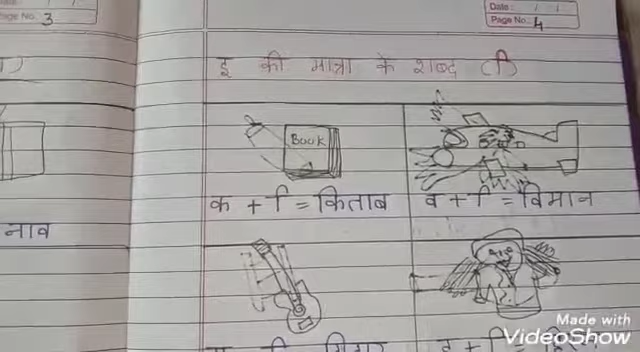 Page No. 3
Date: / /
Page No. 4
इ की मात्रा के शब्द (ि)
Book
क + ि = किताब
व + ि = विमान
नाव
Made with
VideoShow